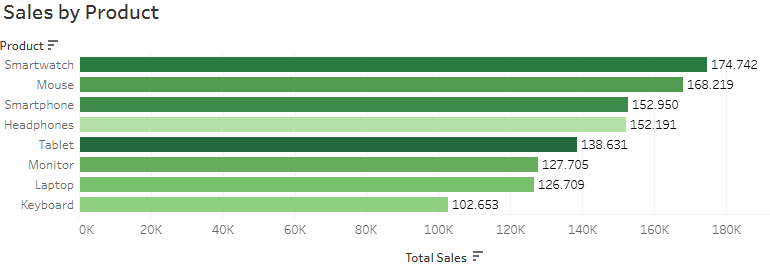 Sales by Product
Product
Smartwatch 174.742
Mouse 168.219
Smartphone 152.950
Headphones 152.191
Tablet 138.631
Monitor 127.705
Laptop 126.709
Keyboard 102.653
0K 20K 40K 60K 80K 100K 120K 140K 160K 180K
Total Sales